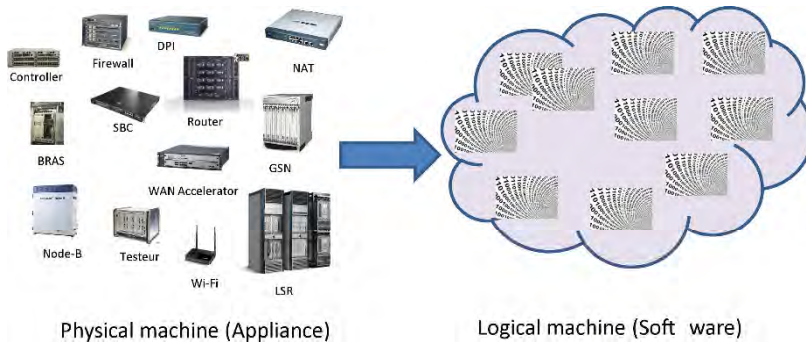 DPI
Firewall
NAT
Controller
SBC
Router
BRAS
GSN
WAN Accelerator
Node-B
Testeur
Wi-Fi
LSR
Physical machine (Appliance)
Logical machine (Soft ware)